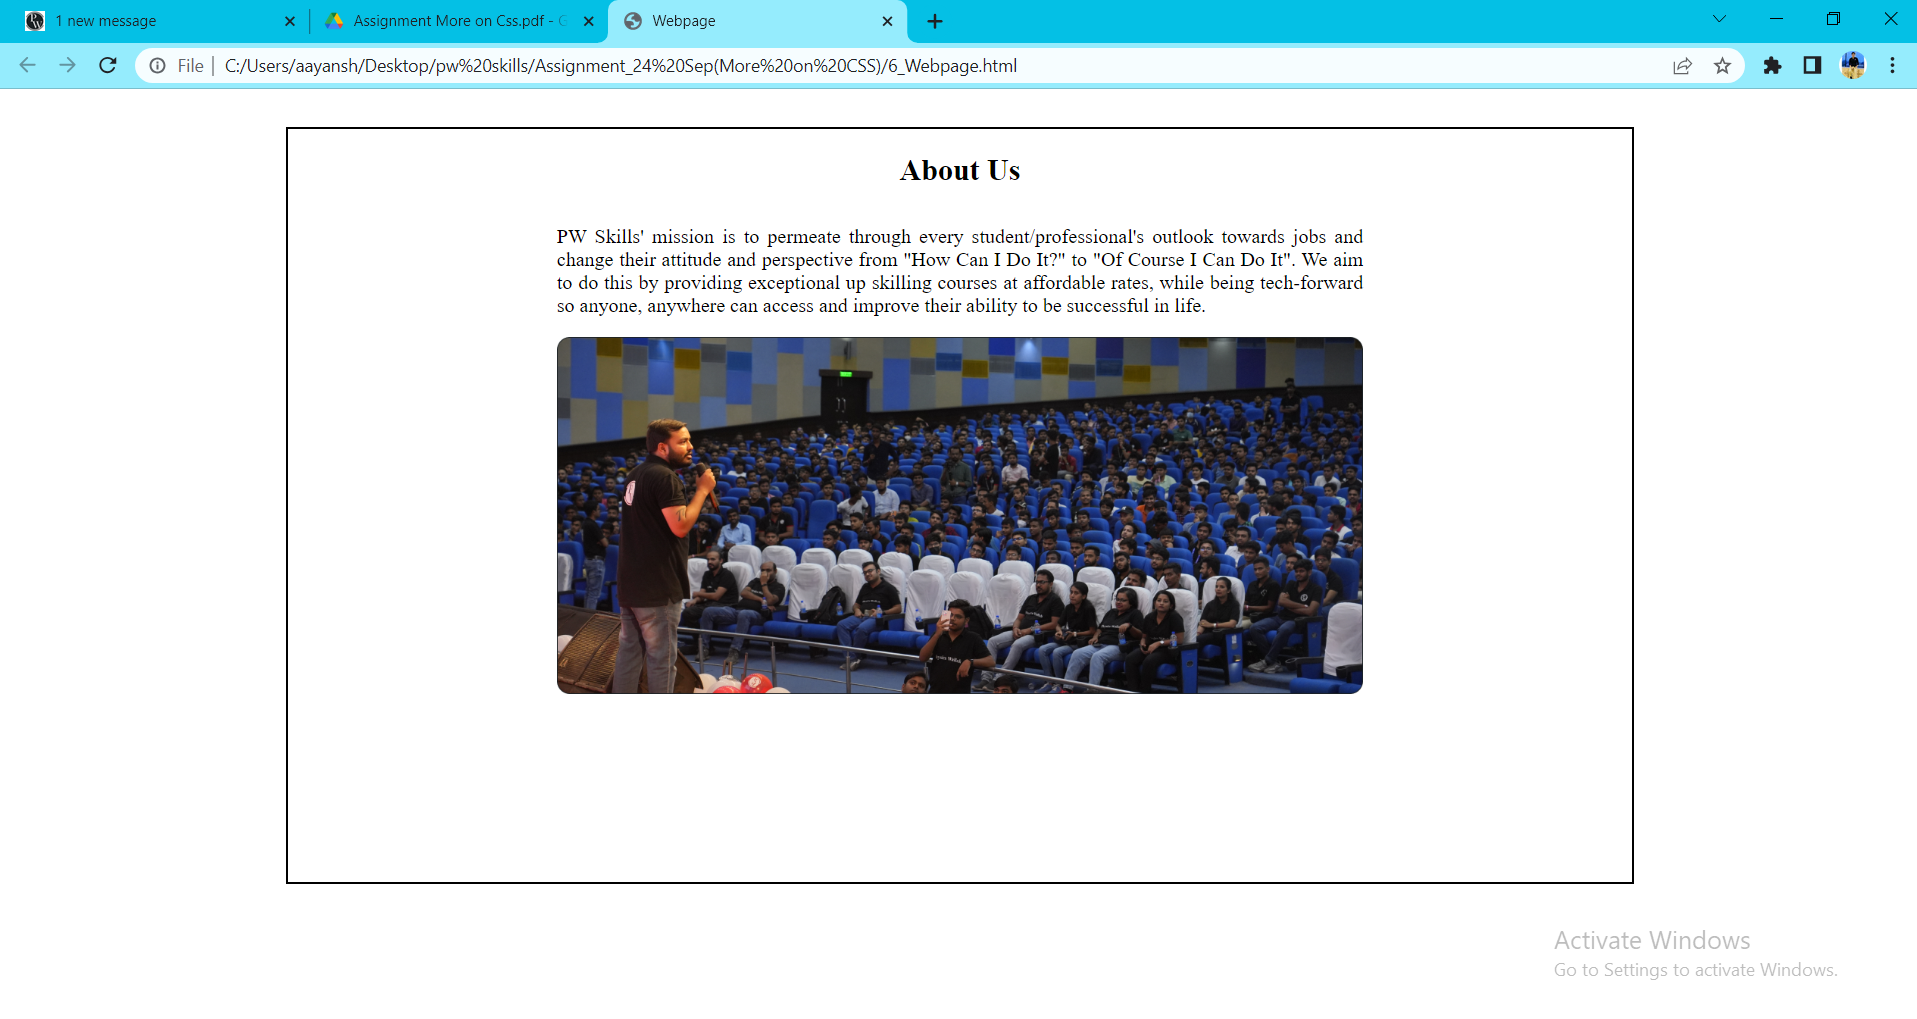 1 new message
Assignment More on Css.pdf - G
Webpage
File
C:/Users/aayansh/Desktop/pw%20skills/Assignment_24%20Sep(More%20on%20CSS)/6_Webpage.html
About Us
PW Skills' mission is to permeate through every student/professional's outlook towards jobs and
change their attitude and perspective from "How Can I Do It?" to "Of Course I Can Do It". We aim
to do this by providing exceptional up skilling courses at affordable rates, while being tech-forward
so anyone, anywhere can access and improve their ability to be successful in life.
Activate Windows
Go to Settings to activate Windows.